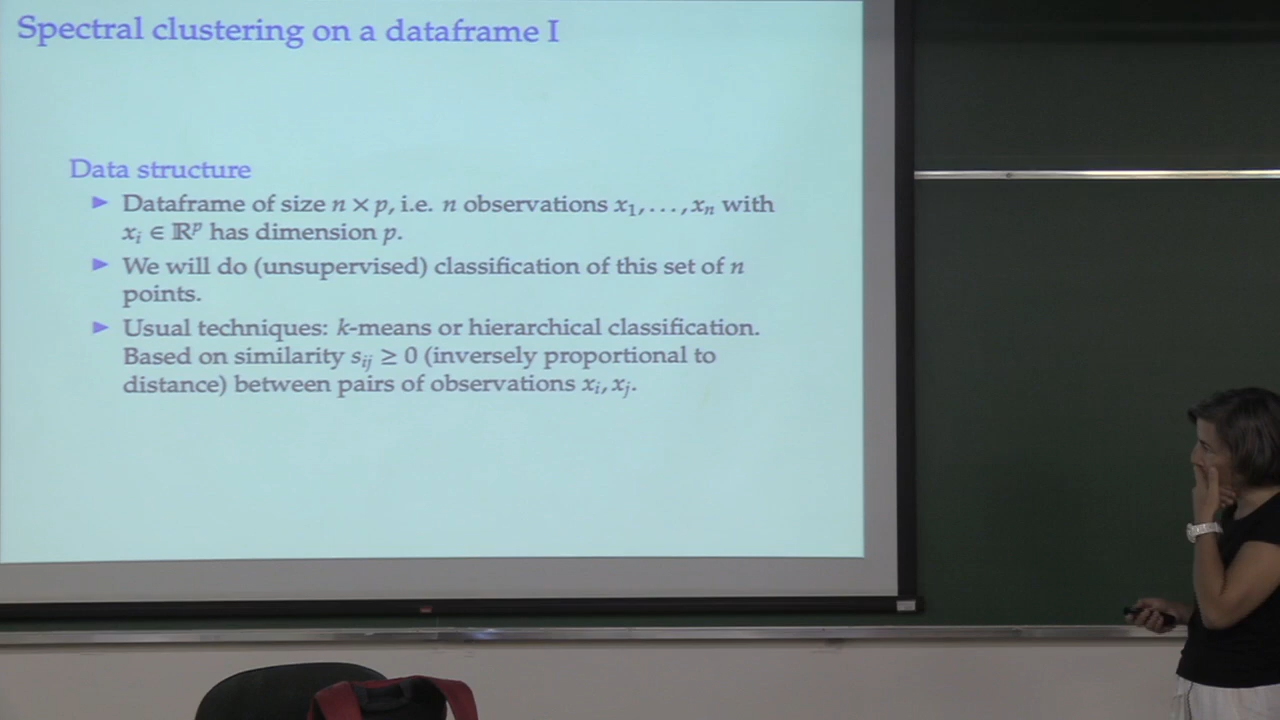 Spectral clustering on a dataframe I
Data structure
▶ Dataframe of size n × p, i.e. n observations x₁, . . . , xₙ with
xᵢ ∈ ℝᵖ has dimension p.
▶ We will do (unsupervised) classification of this set of n
points.
▶ Usual techniques: k-means or hierarchical classification.
Based on similarity sᵢⱼ ≥ 0 (inversely proportional to
distance) between pairs of observations xᵢ, xⱼ.